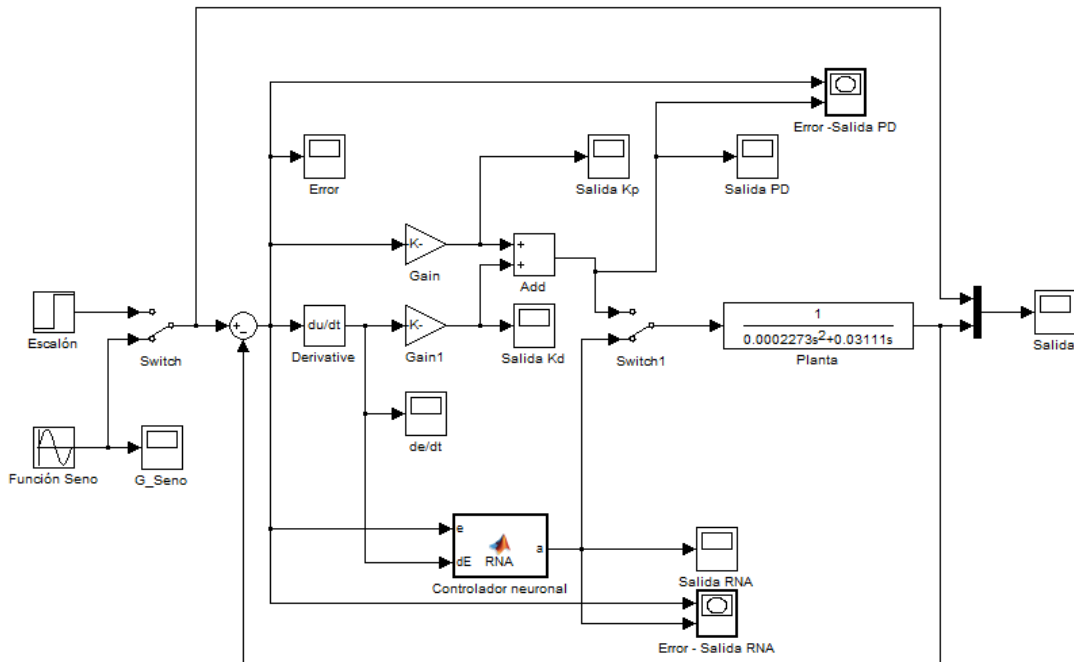 Error -Salida PD
Error
Salida Kp
Salida PD
K-
Gain
+
+
Add
Escalón
Switch
+
−
du/dt
Derivative
K-
Gain1
Salida Kd
Switch1
1
0.0002273s²+0.03111s
Planta
Salida
de/dt
Función Seno
G_Seno
e
dE
RNA
a
Controlador neuronal
Salida RNA
Error - Salida RNA